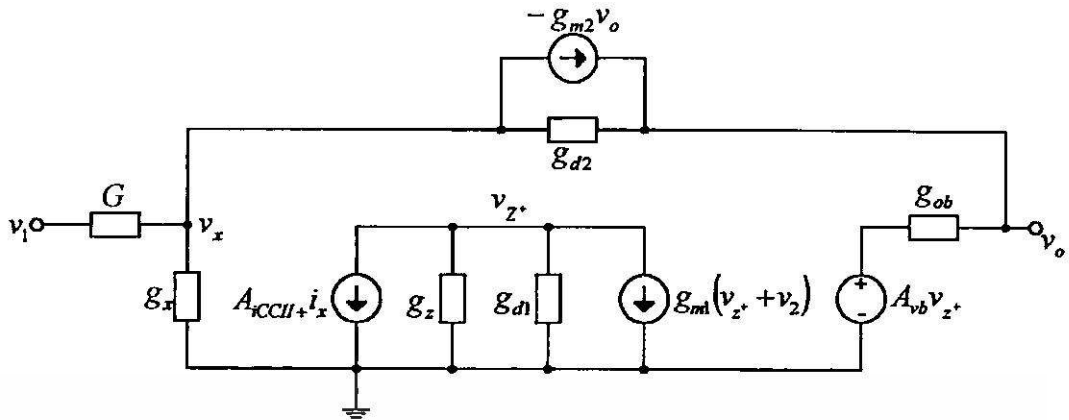 - g_{m2}v_o
g_{d2}
G
v_1
v_x
v_{Z^+}
g_{ob}
v_o
g_x
A_{iCCII+}i_x
g_z
g_{d1}
g_{m1}(v_{z^+}+v_2)
+
-
A_{vb}v_{z^+}